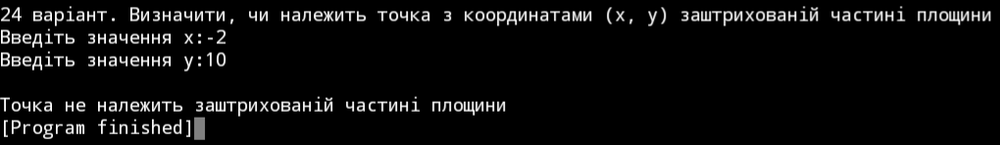 24 варіант. Визначити, чи належить точка з координатами (x, y) заштрихованій частині площини
Введіть значення x:-2
Введіть значення y:10
Точка не належить заштрихованій частині площини
[Program finished]